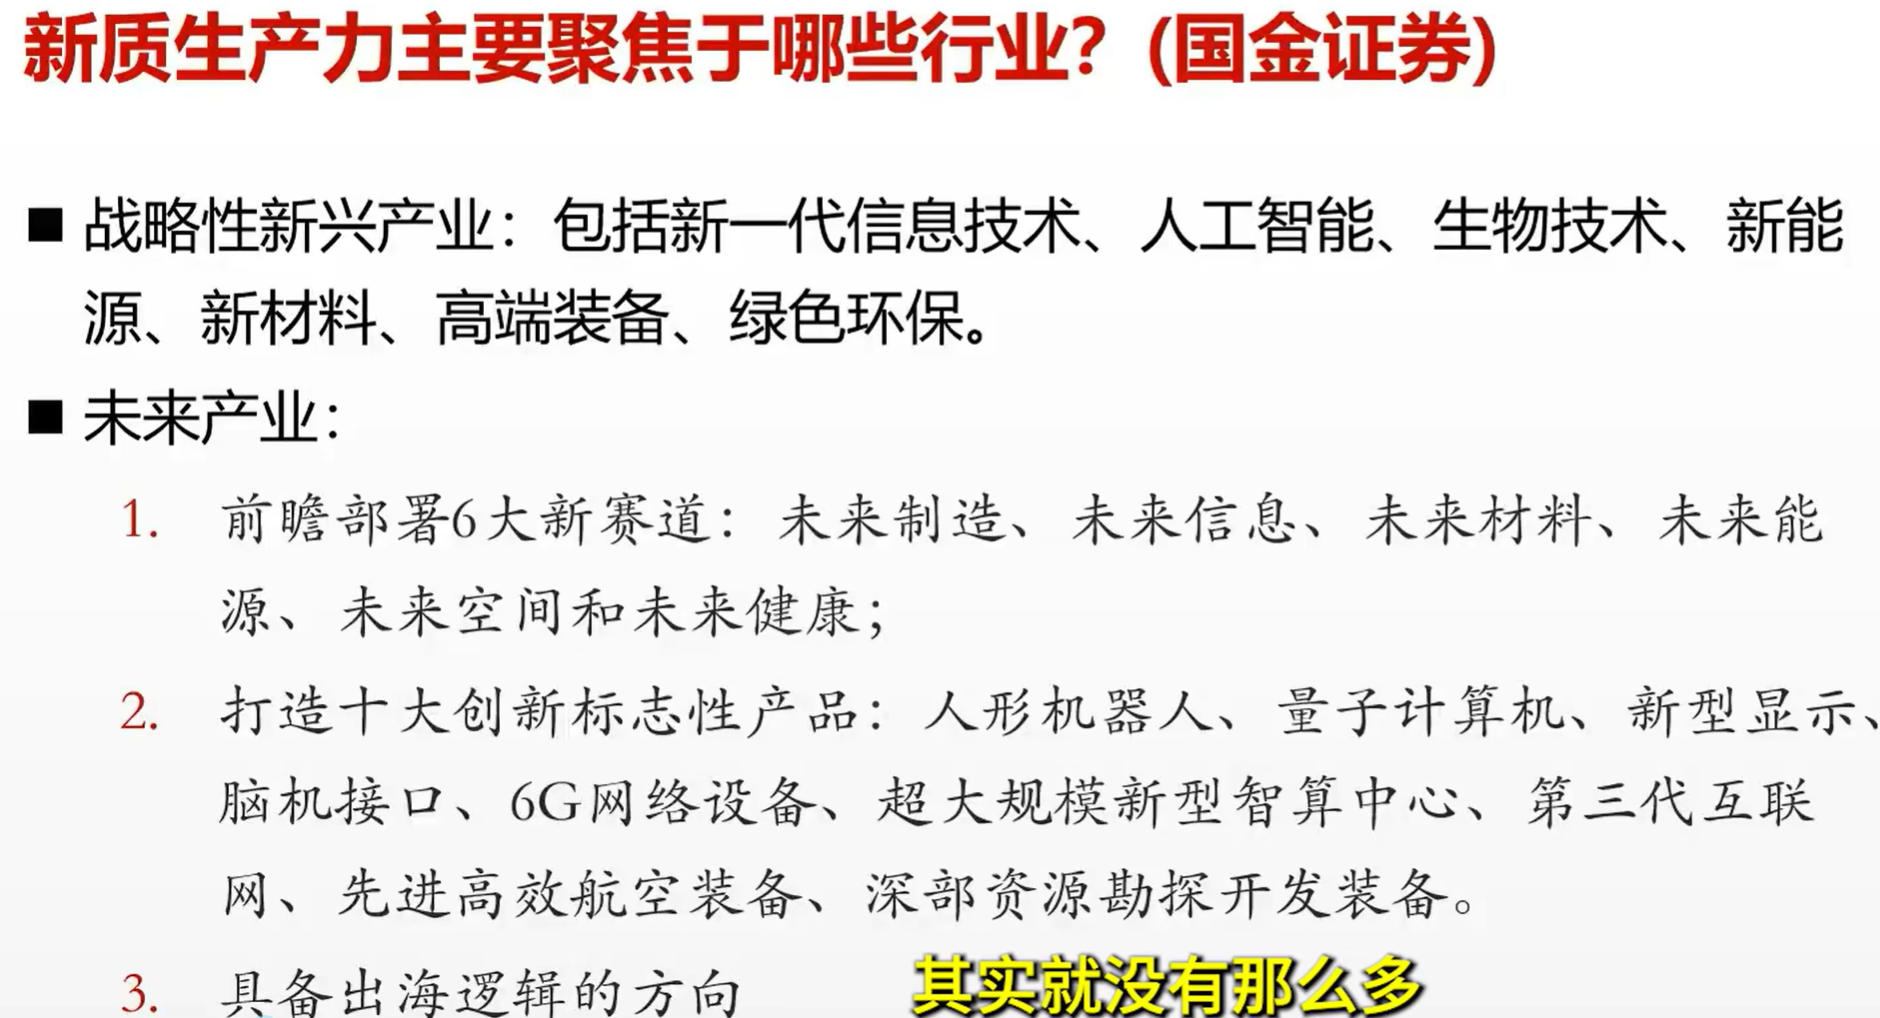 新质生产力主要聚焦于哪些行业？(国金证券)
■ 战略性新兴产业：包括新一代信息技术、人工智能、生物技术、新能
源、新材料、高端装备、绿色环保。
■ 未来产业：
1. 前瞻部署6大新赛道：未来制造、未来信息、未来材料、未来能
源、未来空间和未来健康；
2. 打造十大创新标志性产品：人形机器人、量子计算机、新型显示、
脑机接口、6G网络设备、超大规模新型智算中心、第三代互联
网、先进高效航空装备、深部资源勘探开发装备。
3. 具备出海逻辑的方向
其实就没有那么多